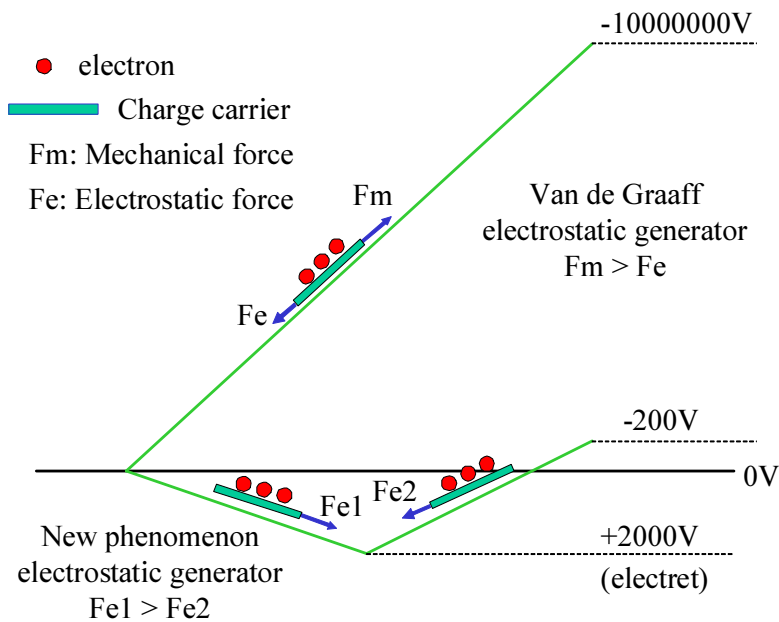 -10000000V
electron
Charge carrier
Fm: Mechanical force
Fe: Electrostatic force
Fm
Van de Graaff
electrostatic generator
Fm > Fe
Fe
-200V
0V
Fe1
Fe2
New phenomenon
electrostatic generator
Fe1 > Fe2
+2000V
(electret)